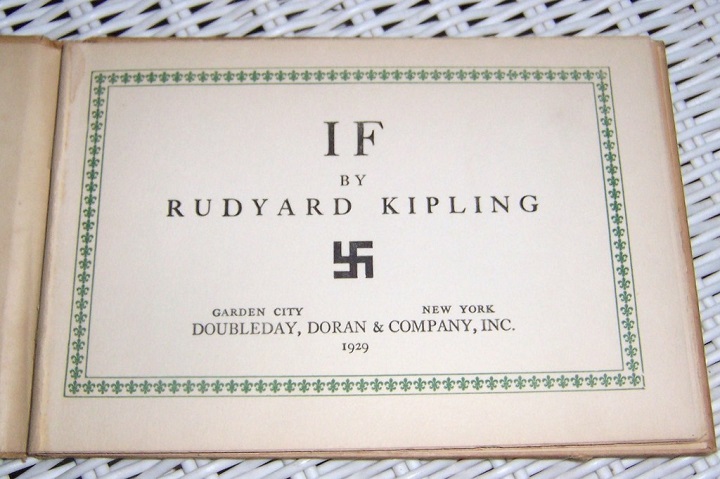 IF
BY
RUDYARD KIPLING
GARDEN CITY NEW YORK
DOUBLEDAY, DORAN & COMPANY, INC.
1929